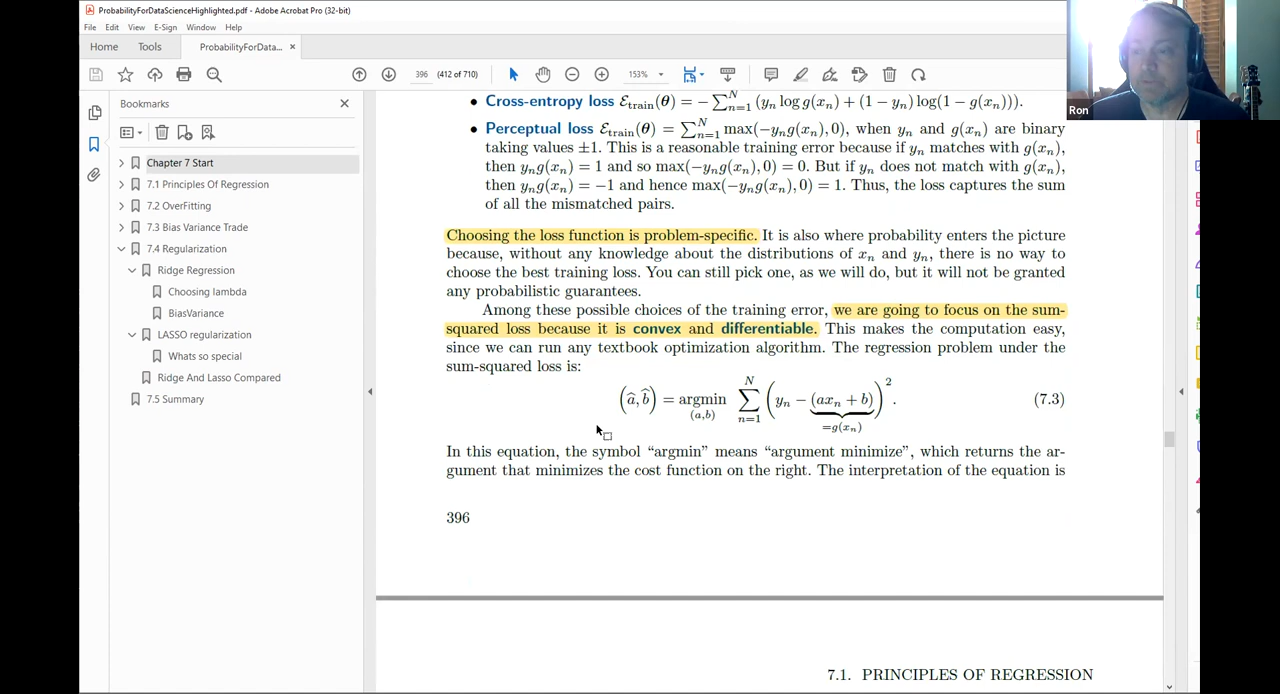 ProbabilityForDataScienceHighlighted.pdf - Adobe Acrobat Pro (32-bit)
File Edit View E-Sign Window Help
Home Tools ProbabilityForData... ×
396 (412 of 710) 153%
Ron
Bookmarks
Chapter 7 Start
7.1 Principles Of Regression
7.2 OverFitting
7.3 Bias Variance Trade
7.4 Regularization
Ridge Regression
Choosing lambda
BiasVariance
LASSO regularization
Whats so special
Ridge And Lasso Compared
7.5 Summary
• Cross-entropy loss ℰtrain(θ) = −∑ᴺₙ₌₁ (yₙ log g(xₙ) + (1 − yₙ) log(1 − g(xₙ))).
• Perceptual loss ℰtrain(θ) = ∑ᴺₙ₌₁ max(−yₙg(xₙ), 0), when yₙ and g(xₙ) are binary
taking values ±1. This is a reasonable training error because if yₙ matches with g(xₙ),
then yₙg(xₙ) = 1 and so max(−yₙg(xₙ), 0) = 0. But if yₙ does not match with g(xₙ),
then yₙg(xₙ) = −1 and hence max(−yₙg(xₙ), 0) = 1. Thus, the loss captures the sum
of all the mismatched pairs.
Choosing the loss function is problem-specific. It is also where probability enters the picture
because, without any knowledge about the distributions of xₙ and yₙ, there is no way to
choose the best training loss. You can still pick one, as we will do, but it will not be granted
any probabilistic guarantees.
Among these possible choices of the training error, we are going to focus on the sum-
squared loss because it is convex and differentiable. This makes the computation easy,
since we can run any textbook optimization algorithm. The regression problem under the
sum-squared loss is:
(â, b̂) = argmin(a,b) ∑ᴺₙ₌₁ (yₙ − (axₙ + b))². (7.3)
=g(xₙ)
In this equation, the symbol “argmin” means “argument minimize”, which returns the ar-
gument that minimizes the cost function on the right. The interpretation of the equation is
396
7.1. PRINCIPLES OF REGRESSION